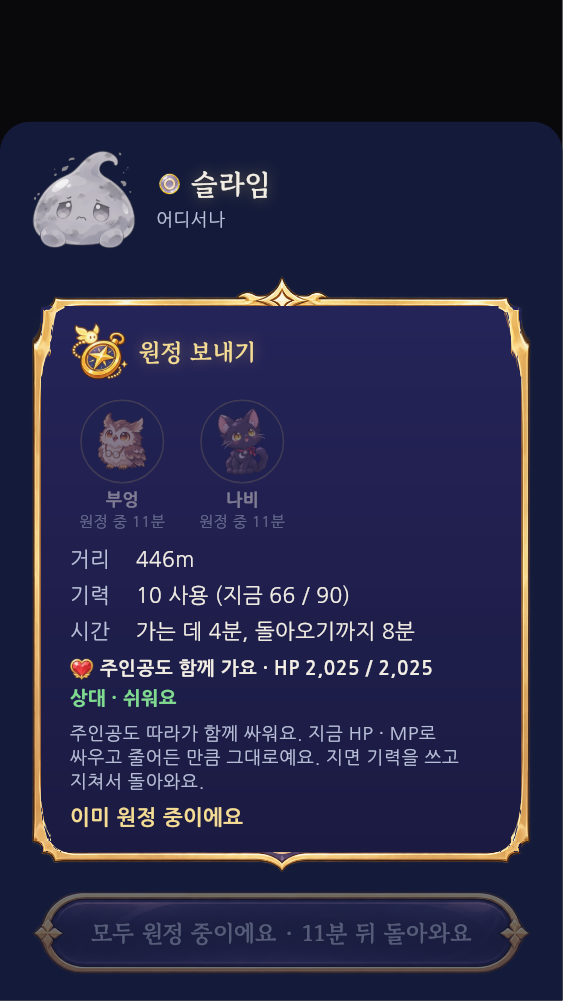 슬라임
어디서나
원정 보내기
부엉
나비
원정 중 11분
원정 중 11분
거리 446m
기력 10 사용 (지금 66 / 90)
시간 가는 데 4분, 돌아오기까지 8분
주인공도 함께 가요 · HP 2,025 / 2,025
상대 · 쉬워요
주인공도 따라가 함께 싸워요. 지금 HP · MP로
싸우고 줄어든 만큼 그대로예요. 지면 기력을 쓰고
지쳐서 돌아와요.
이미 원정 중이에요
모두 원정 중이에요 · 11분 뒤 돌아와요